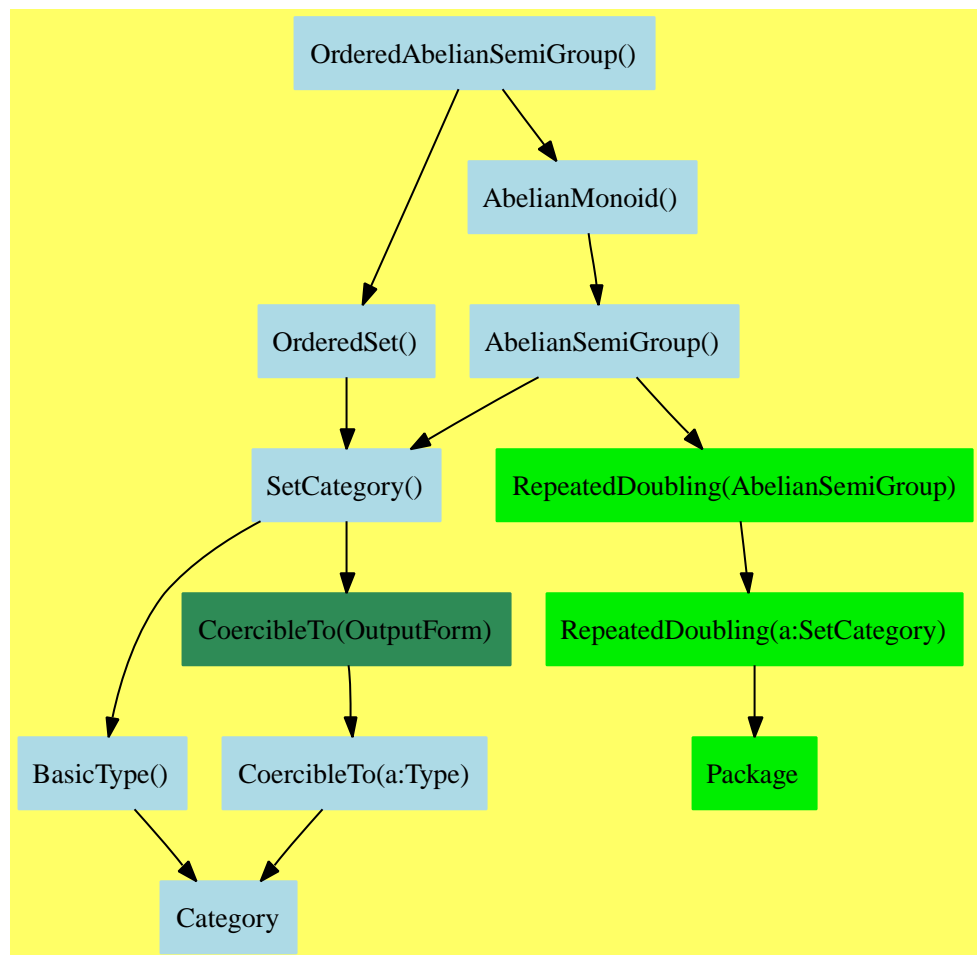 OrderedAbelianSemiGroup()
AbelianMonoid()
OrderedSet()
AbelianSemiGroup()
SetCategory()
RepeatedDoubling(AbelianSemiGroup)
CoercibleTo(OutputForm)
RepeatedDoubling(a:SetCategory)
BasicType()
CoercibleTo(a:Type)
Package
Category